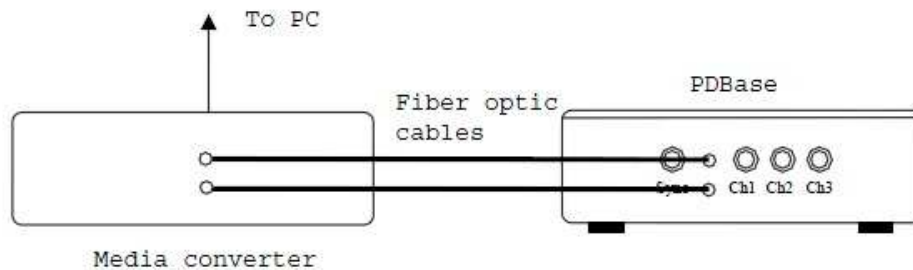 To PC
PDBase
Fiber optic
cables
Sync
Ch1
Ch2
Ch3
Media converter